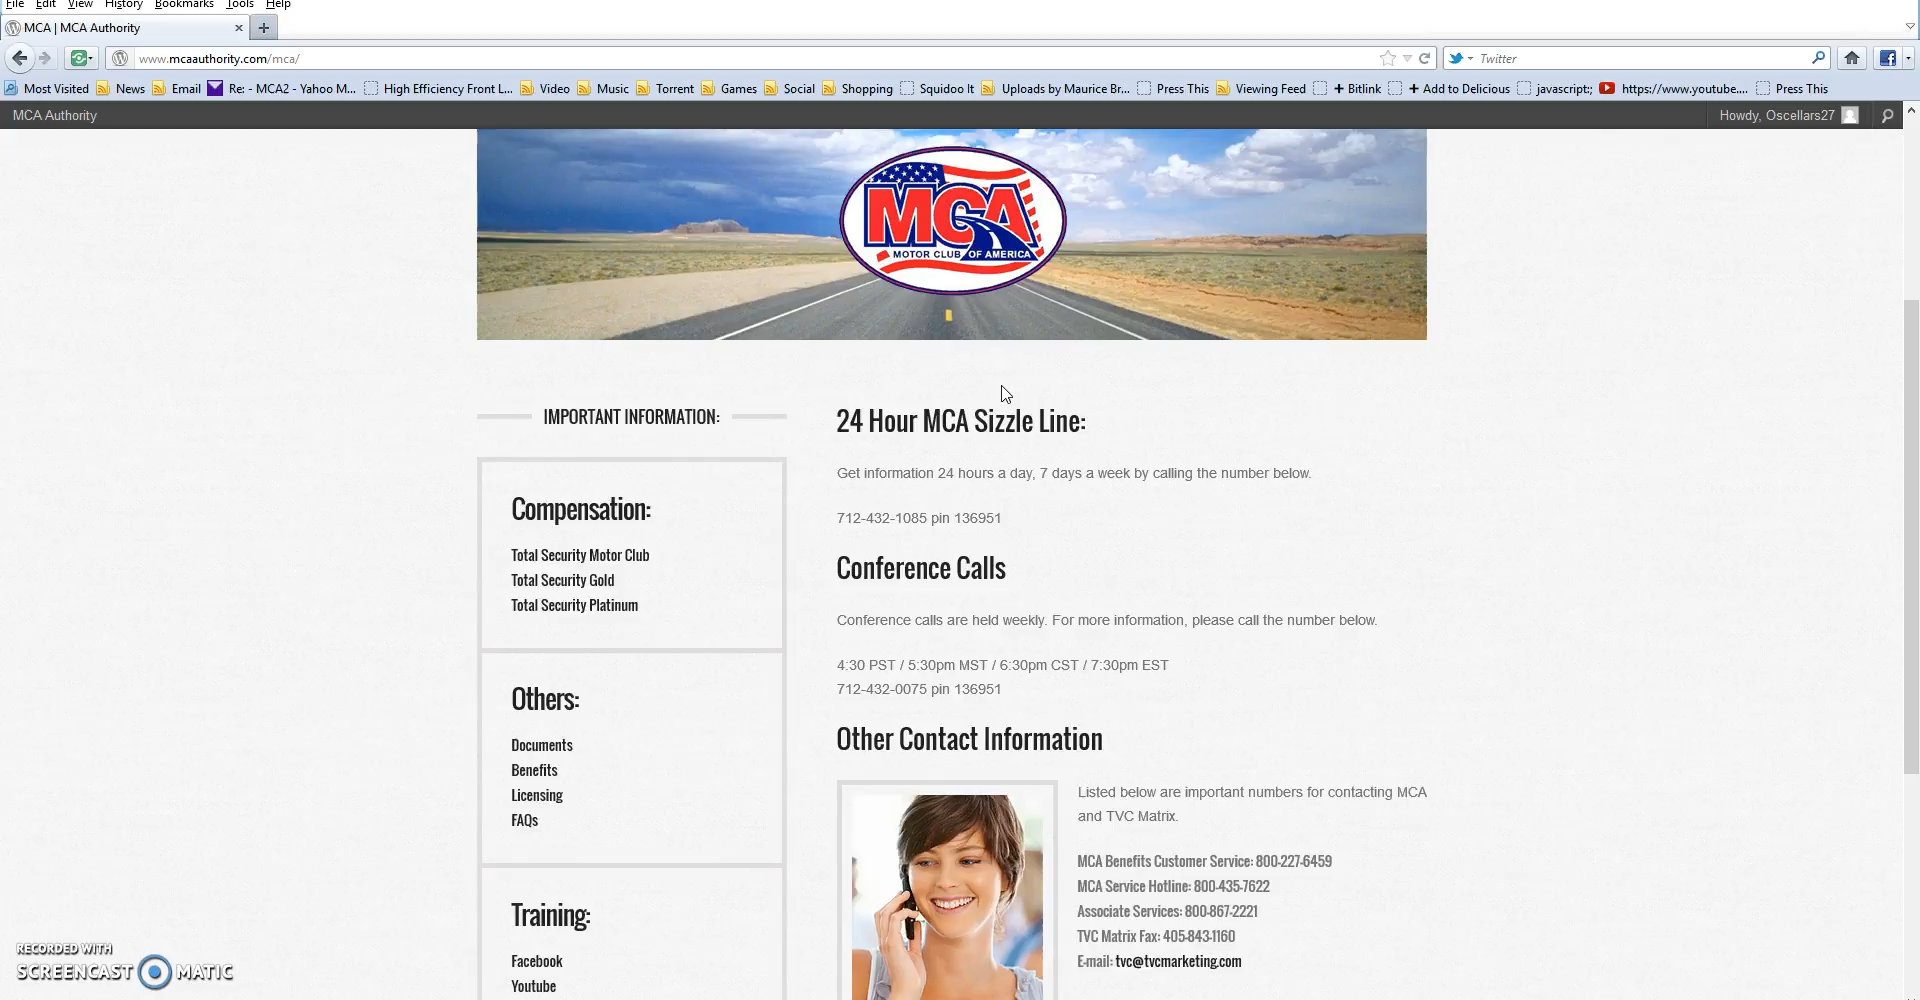 File Edit View History Bookmarks Tools Help
MCA | MCA Authority
www.mcaauthority.com/mca/
Twitter
Most Visited News Email Re: - MCA2 - Yahoo M... High Efficiency Front L... Video Music Torrent Games Social Shopping Squidoo It Uploads by Maurice Br... Press This Viewing Feed + Bitlink + Add to Delicious javascript:; https://www.youtube.... Press This
MCA Authority
Howdy, Oscellars27
MCA
MOTOR CLUB OF AMERICA
IMPORTANT INFORMATION:
Compensation:
Total Security Motor Club
Total Security Gold
Total Security Platinum
Others:
Documents
Benefits
Licensing
FAQs
Training:
Facebook
Youtube
24 Hour MCA Sizzle Line:
Get information 24 hours a day, 7 days a week by calling the number below.
712-432-1085 pin 136951
Conference Calls
Conference calls are held weekly. For more information, please call the number below.
4:30 PST / 5:30pm MST / 6:30pm CST / 7:30pm EST
712-432-0075 pin 136951
Other Contact Information
Listed below are important numbers for contacting MCA
and TVC Matrix.
MCA Benefits Customer Service: 800-227-6459
MCA Service Hotline: 800-435-7622
Associate Services: 800-867-2221
TVC Matrix Fax: 405-843-1160
E-mail: tvc@tvcmarketing.com
RECORDED WITH
SCREENCAST MATIC